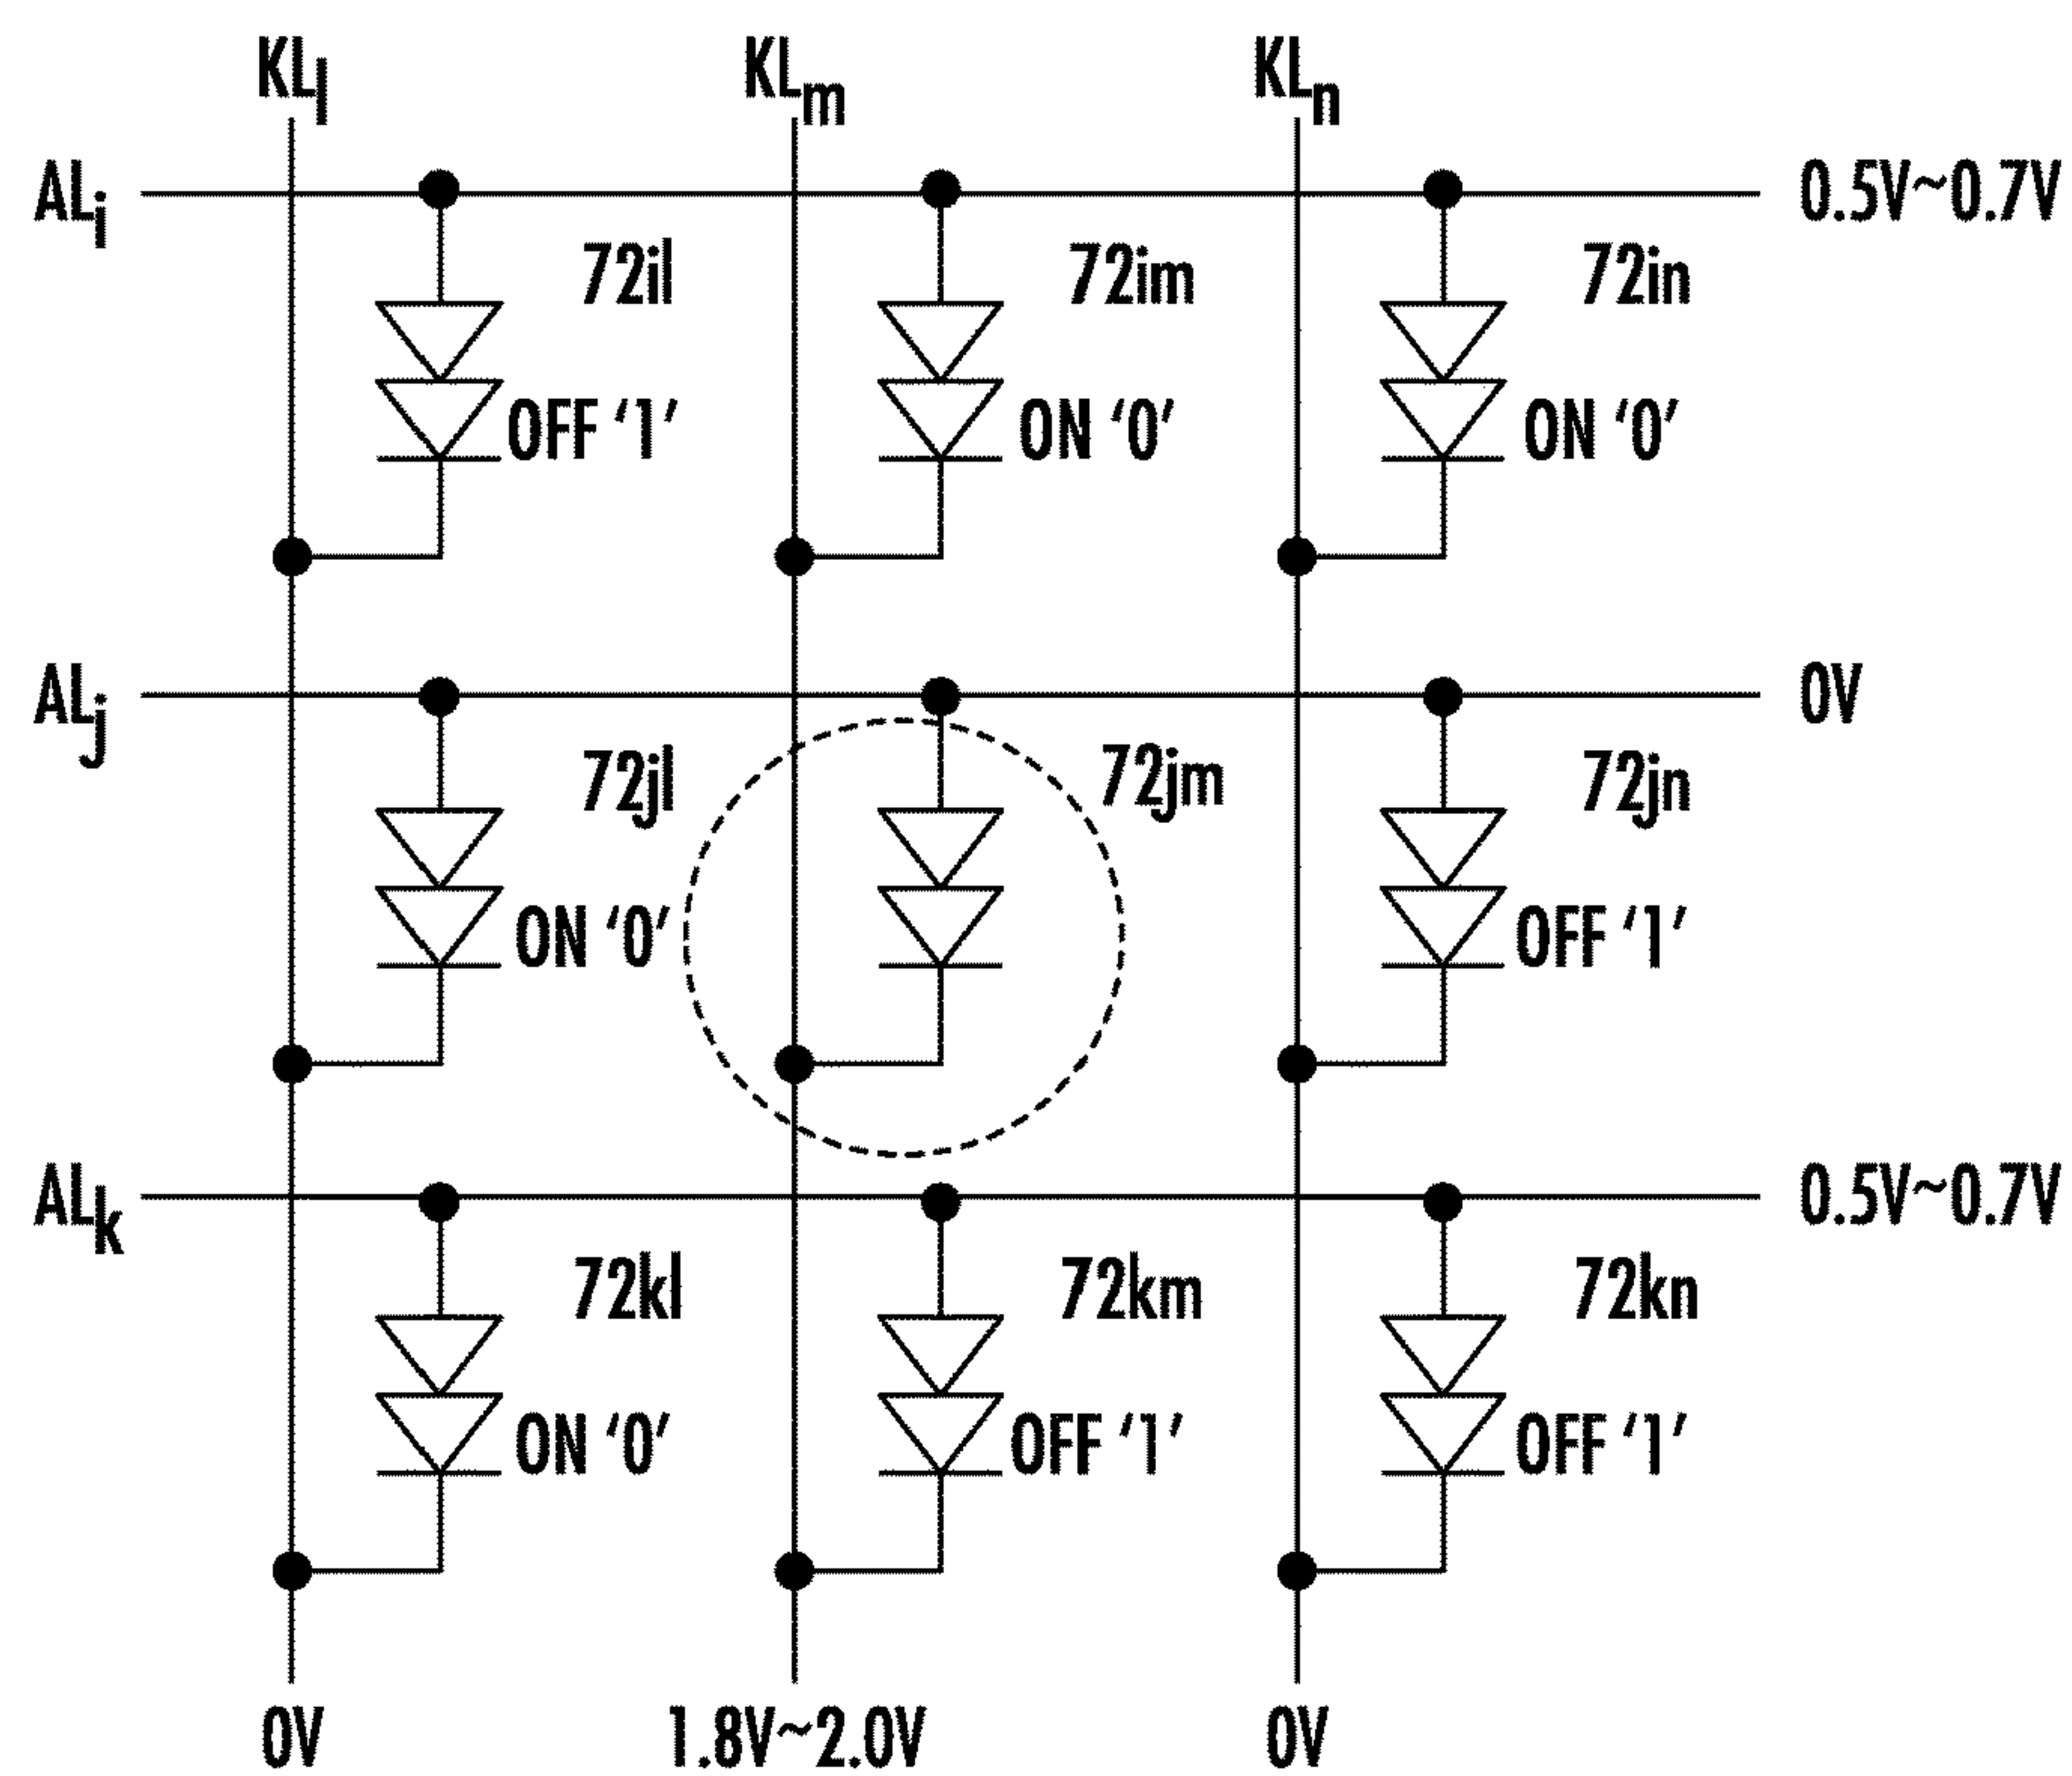 KLl KLm KLn
ALi 0.5V~0.7V
72il 72im 72in
OFF ‘1’ ON ‘0’ ON ‘0’
ALj 0V
72jl 72jm 72jn
ON ‘0’ OFF ‘1’
ALk 0.5V~0.7V
72kl 72km 72kn
ON ‘0’ OFF ‘1’ OFF ‘1’
0V 1.8V~2.0V 0V